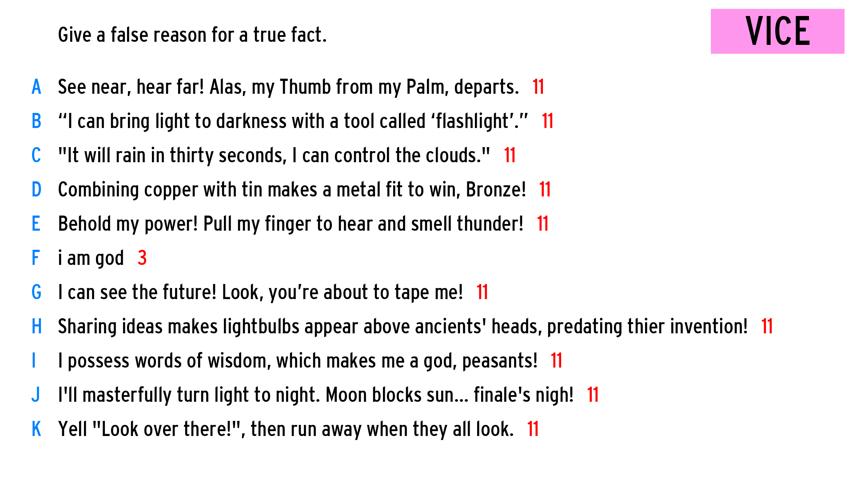 Give a false reason for a true fact.
VICE
A See near, hear far! Alas, my Thumb from my Palm, departs. 11
B “I can bring light to darkness with a tool called ‘flashlight’.” 11
C "It will rain in thirty seconds, I can control the clouds." 11
D Combining copper with tin makes a metal fit to win, Bronze! 11
E Behold my power! Pull my finger to hear and smell thunder! 11
F i am god 3
G I can see the future! Look, you’re about to tape me! 11
H Sharing ideas makes lightbulbs appear above ancients' heads, predating thier invention! 11
I I possess words of wisdom, which makes me a god, peasants! 11
J I'll masterfully turn light to night. Moon blocks sun... finale's nigh! 11
K Yell "Look over there!", then run away when they all look. 11